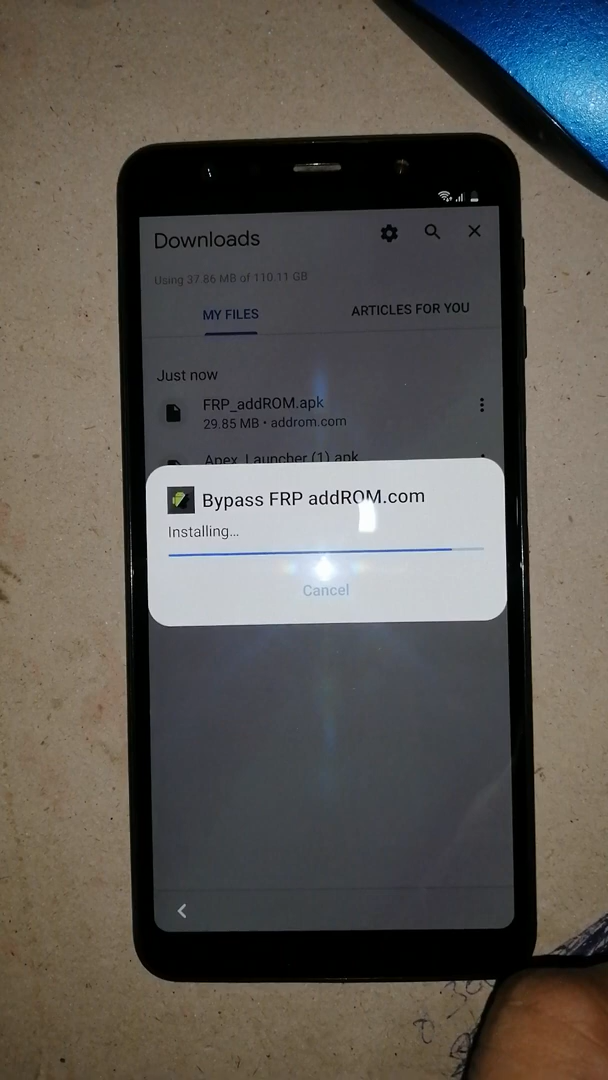 Downloads
Using 37.86 MB of 110.11 GB
MY FILES
ARTICLES FOR YOU
Just now
FRP_addROM.apk
29.85 MB • addrom.com
Apex_Launcher (1).apk
Bypass FRP addROM.com
Installing...
Cancel